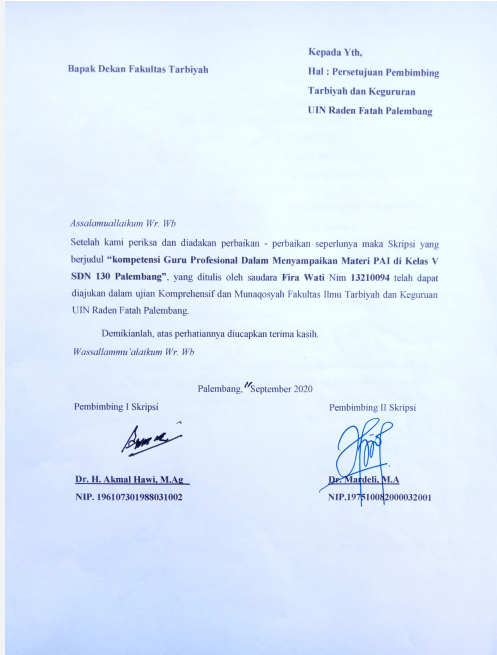 Bapak Dekan Fakultas Tarbiyah
Kepada Yth,
Hal : Persetujuan Pembimbing
Tarbiyah dan Kegururan
UIN Raden Fatah Palembang
Assalamuallaikum Wr. Wb
Setelah kami periksa dan diadakan perbaikan - perbaikan seperlunya maka Skripsi yang
berjudul “kompetensi Guru Profesional Dalam Menyampaikan Materi PAI di Kelas V
SDN 130 Palembang”, yang ditulis oleh saudara Fira Wati Nim 13210094 telah dapat
diajukan dalam ujian Komprehensif dan Munaqosyah Fakultas Ilmu Tarbiyah dan Keguruan
UIN Raden Fatah Palembang.
Demikianlah, atas perhatiannya diucapkan terima kasih.
Wassallammu’alaikum Wr. Wb
Palembang, 11 September 2020
Pembimbing I Skripsi
Pembimbing II Skripsi
Dr. H. Akmal Hawi, M.Ag
Dr. Mardeli, M.A
NIP. 196107301988031002
NIP.197510082000032001